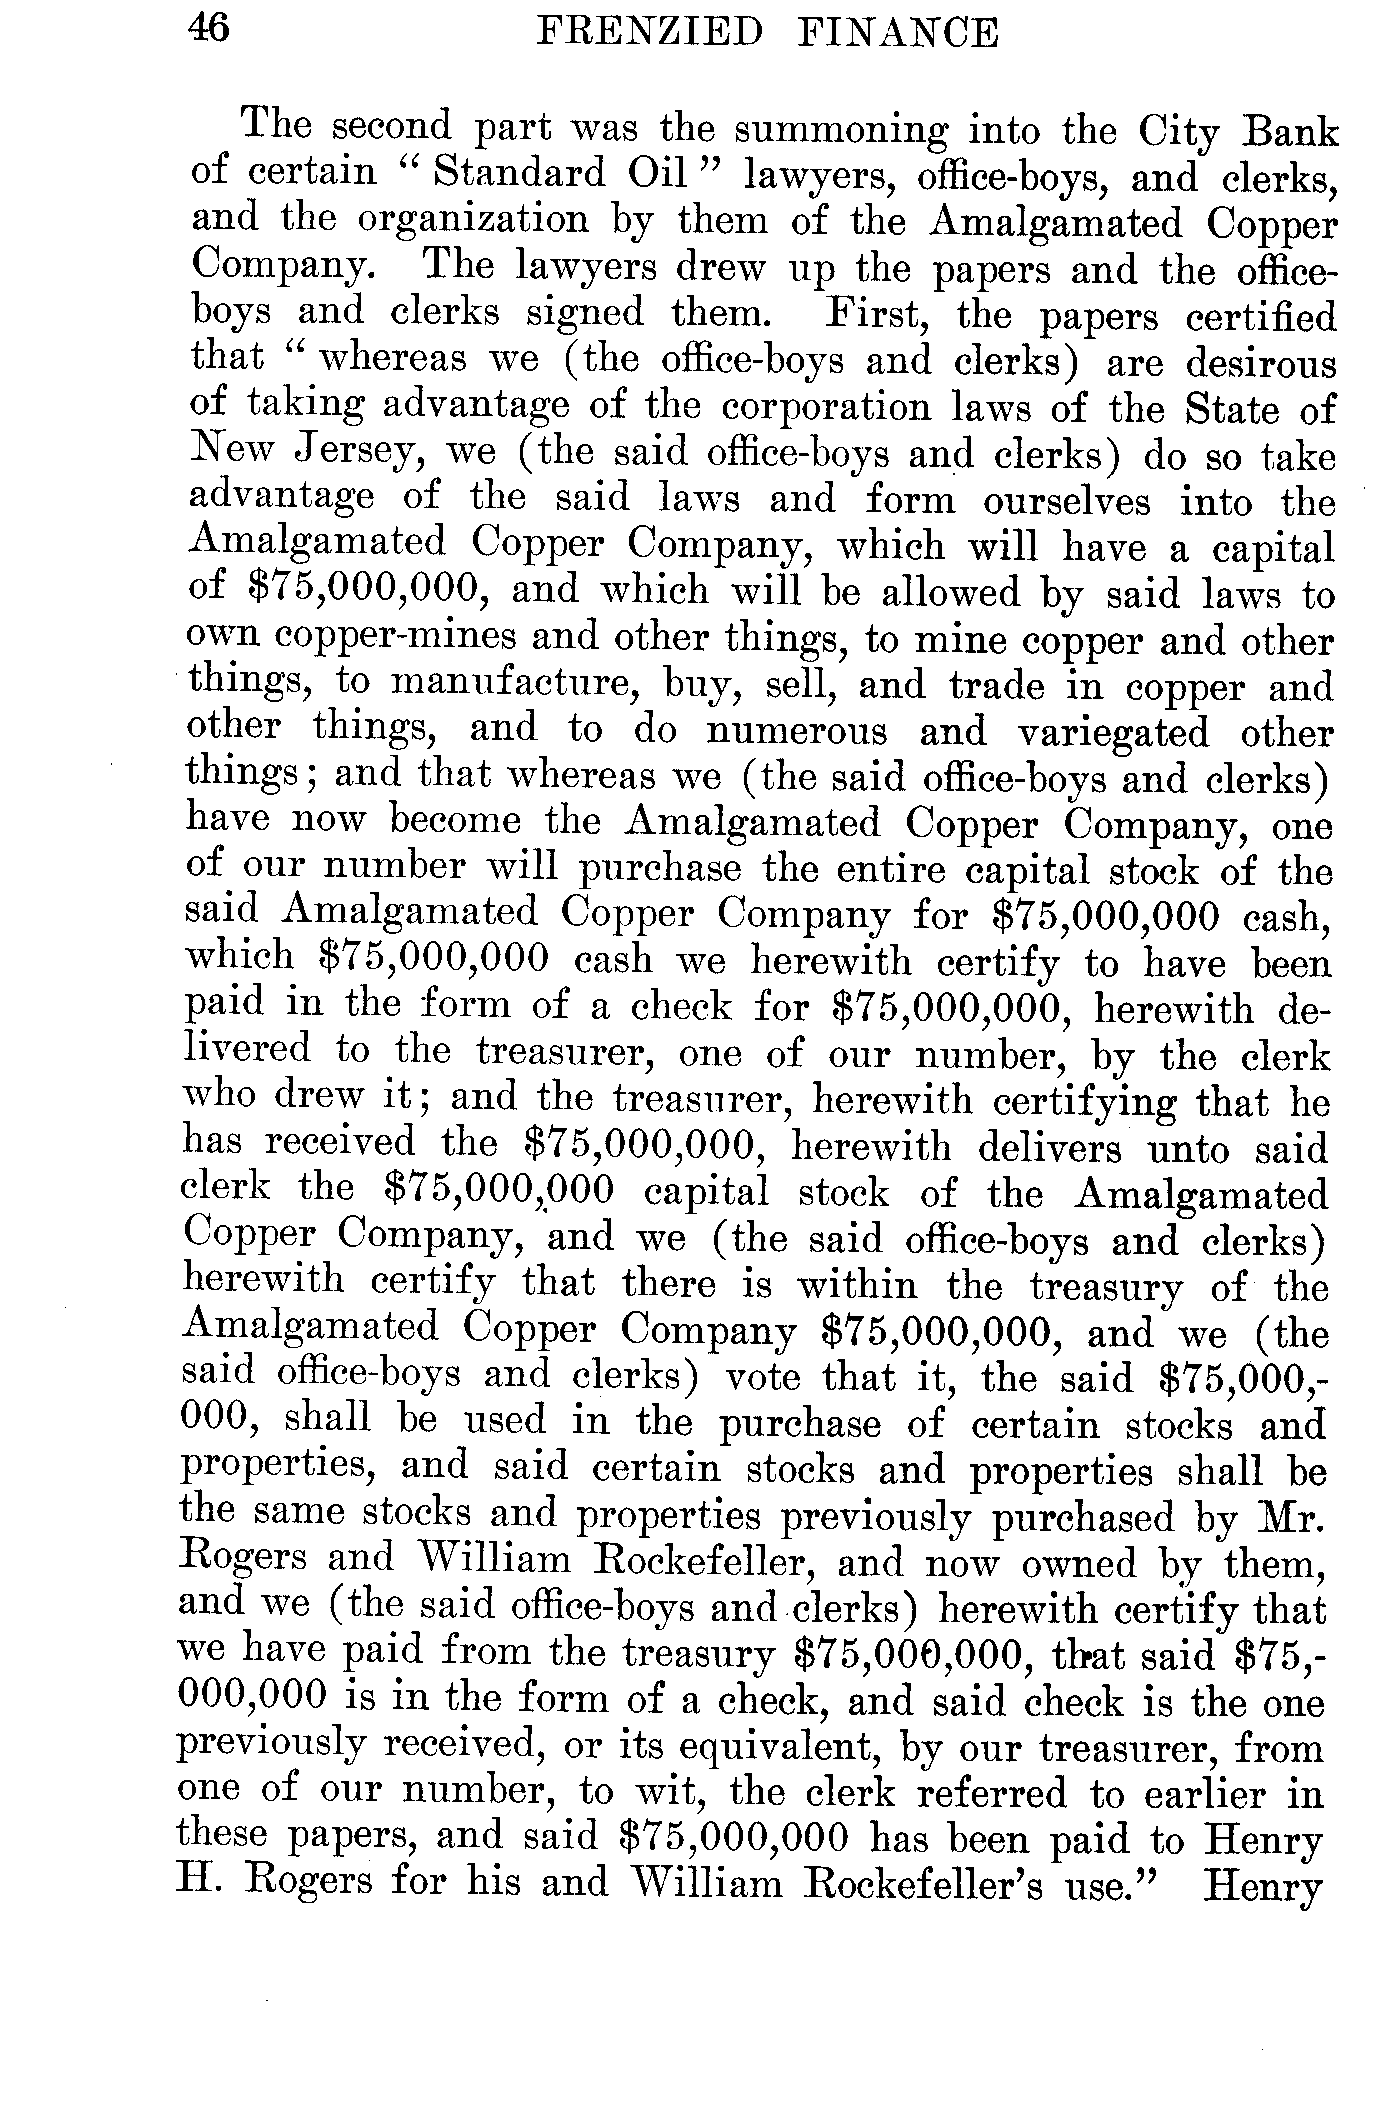 46 FRENZIED FINANCE
The second part was the summoning into the City Bank
of certain “ Standard Oil ” lawyers, office-boys, and clerks,
and the organization by them of the Amalgamated Copper
Company. The lawyers drew up the papers and the office-
boys and clerks signed them. First, the papers certified
that “ whereas we (the office-boys and clerks) are desirous
of taking advantage of the corporation laws of the State of
New Jersey, we (the said office-boys and clerks) do so take
advantage of the said laws and form ourselves into the
Amalgamated Copper Company, which will have a capital
of $75,000,000, and which will be allowed by said laws to
own copper-mines and other things, to mine copper and other
things, to manufacture, buy, sell, and trade in copper and
other things, and to do numerous and variegated other
things; and that whereas we (the said office-boys and clerks)
have now become the Amalgamated Copper Company, one
of our number will purchase the entire capital stock of the
said Amalgamated Copper Company for $75,000,000 cash,
which $75,000,000 cash we herewith certify to have been
paid in the form of a check for $75,000,000, herewith de-
livered to the treasurer, one of our number, by the clerk
who drew it; and the treasurer, herewith certifying that he
has received the $75,000,000, herewith delivers unto said
clerk the $75,000,000 capital stock of the Amalgamated
Copper Company, and we (the said office-boys and clerks)
herewith certify that there is within the treasury of the
Amalgamated Copper Company $75,000,000, and we (the
said office-boys and clerks) vote that it, the said $75,000,-
000, shall be used in the purchase of certain stocks and
properties, and said certain stocks and properties shall be
the same stocks and properties previously purchased by Mr.
Rogers and William Rockefeller, and now owned by them,
and we (the said office-boys and clerks) herewith certify that
we have paid from the treasury $75,000,000, that said $75,-
000,000 is in the form of a check, and said check is the one
previously received, or its equivalent, by our treasurer, from
one of our number, to wit, the clerk referred to earlier in
these papers, and said $75,000,000 has been paid to Henry
H. Rogers for his and William Rockefeller’s use.” Henry